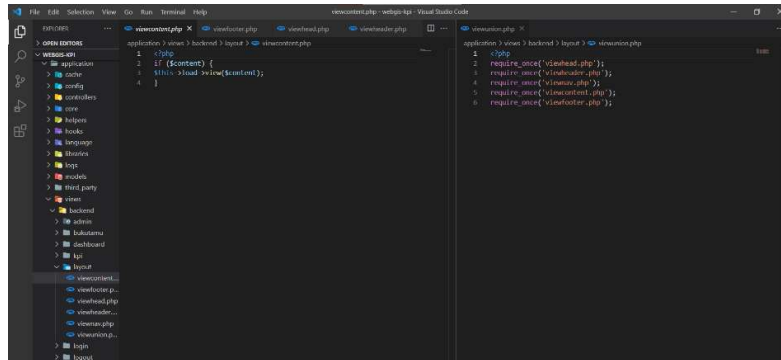 File Edit Selection View Go Run Terminal Help
viewcontent.php - webgis-kpi - Visual Studio Code
EXPLORER
OPEN EDITORS
WEBGIS-KPI
application
cache
config
controllers
core
helpers
hooks
language
libraries
logs
models
third_party
views
backend
admin
bukutamu
dashboard
kpi
layout
viewcontent...
viewfooter.p...
viewhead.php
viewheader....
viewnav.php
viewunion.p...
login
logout
viewcontent.php
viewfooter.php
viewhead.php
viewheader.php
application > views > backend > layout > viewcontent.php
1 <?php
2 if ($content) {
3 $this->load->view($content);
4 }
viewunion.php
application > views > backend > layout > viewunion.php
1 <?php
2 require_once('viewhead.php');
3 require_once('viewheader.php');
4 require_once('viewnav.php');
5 require_once('viewcontent.php');
6 require_once('viewfooter.php');